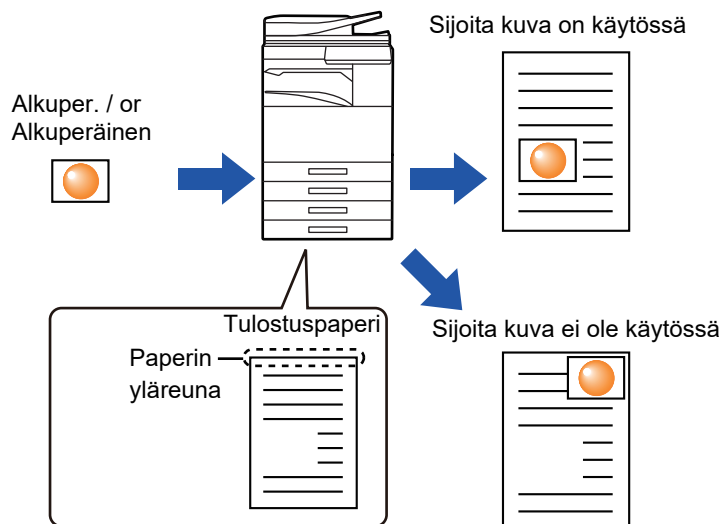 Sijoita kuva on käytössä
Alkuper. / or
Alkuperäinen
Tulostuspaperi
Paperin
yläreuna
Sijoita kuva ei ole käytössä